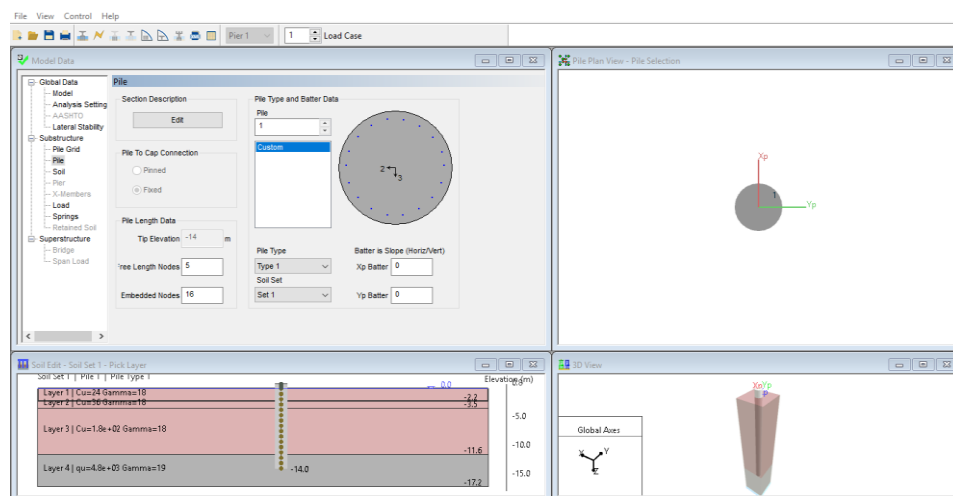 File View Control Help
Pier 1 1 Load Case
Model Data
Global Data
Model
Analysis Setting
AASHTO
Lateral Stability
Substructure
Pile Grid
Pile
Soil
Pier
X-Members
Load
Springs
Retained Soil
Superstructure
Bridge
Span Load
Pile
Section Description
Edit
Pile To Cap Connection
Pinned
Fixed
Pile Length Data
Tip Elevation -14 m
Free Length Nodes 5
Embedded Nodes 16
Pile Type and Batter Data
Pile
1
Custom
2
3
Pile Type
Type 1
Soil Set
Set 1
Batter is Slope (Horiz/Vert)
Xp Batter 0
Yp Batter 0
Pile Plan View - Pile Selection
Xp
1
Yp
Soil Edit - Soil Set 1 - Pick Layer
Soil Set 1 | Pile 1 | Pile Type 1
0.0
Elevation (m)
Layer 1 | Cu=24 Gamma=18
-2.2
Layer 2 | Cu=36 Gamma=18
-3.5
-5.0
Layer 3 | Cu=1.8e+02 Gamma=18
-10.0
-11.6
Layer 4 | qu=4.8e+03 Gamma=19
-14.0
-15.0
-17.2
3D View
Xp Yp
Global Axes
X Y
Z